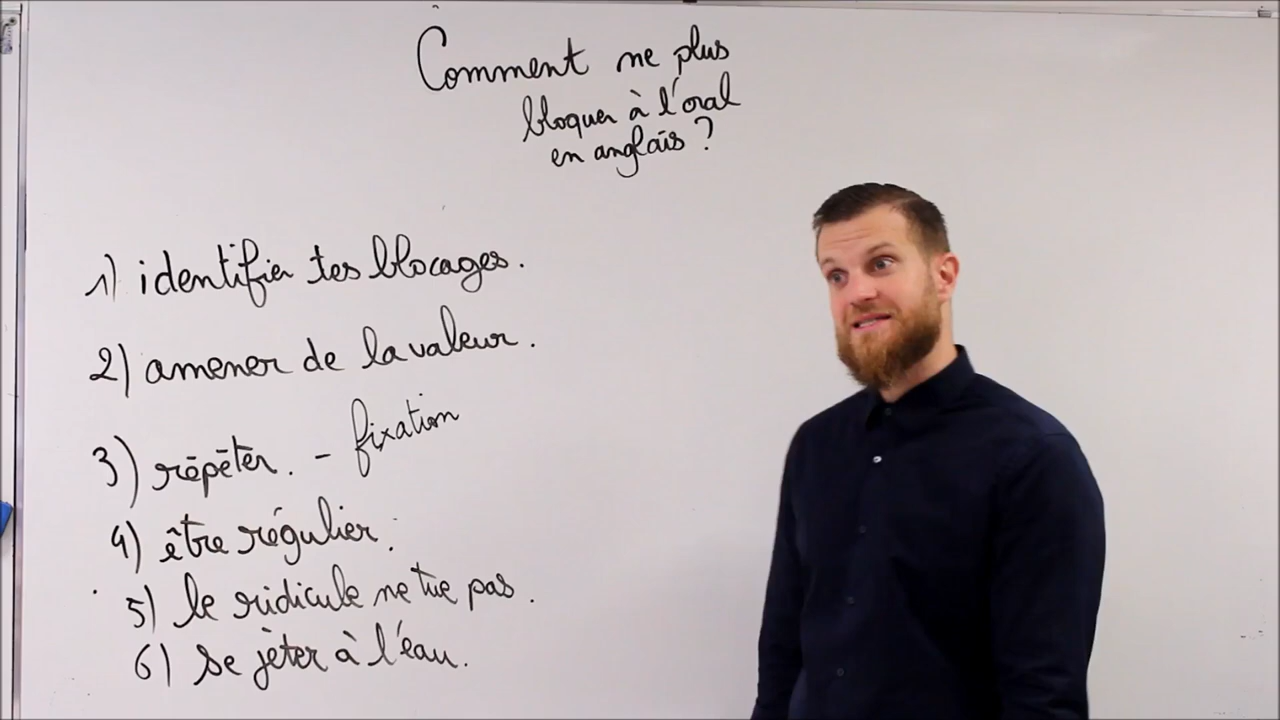 Comment ne plus
bloquer à l'oral
en anglais ?
1) identifier tes blocages.
2) amener de la valeur.
3) répéter. - fixation
4) être régulier.
5) le ridicule ne tue pas.
6) se jeter à l'eau.